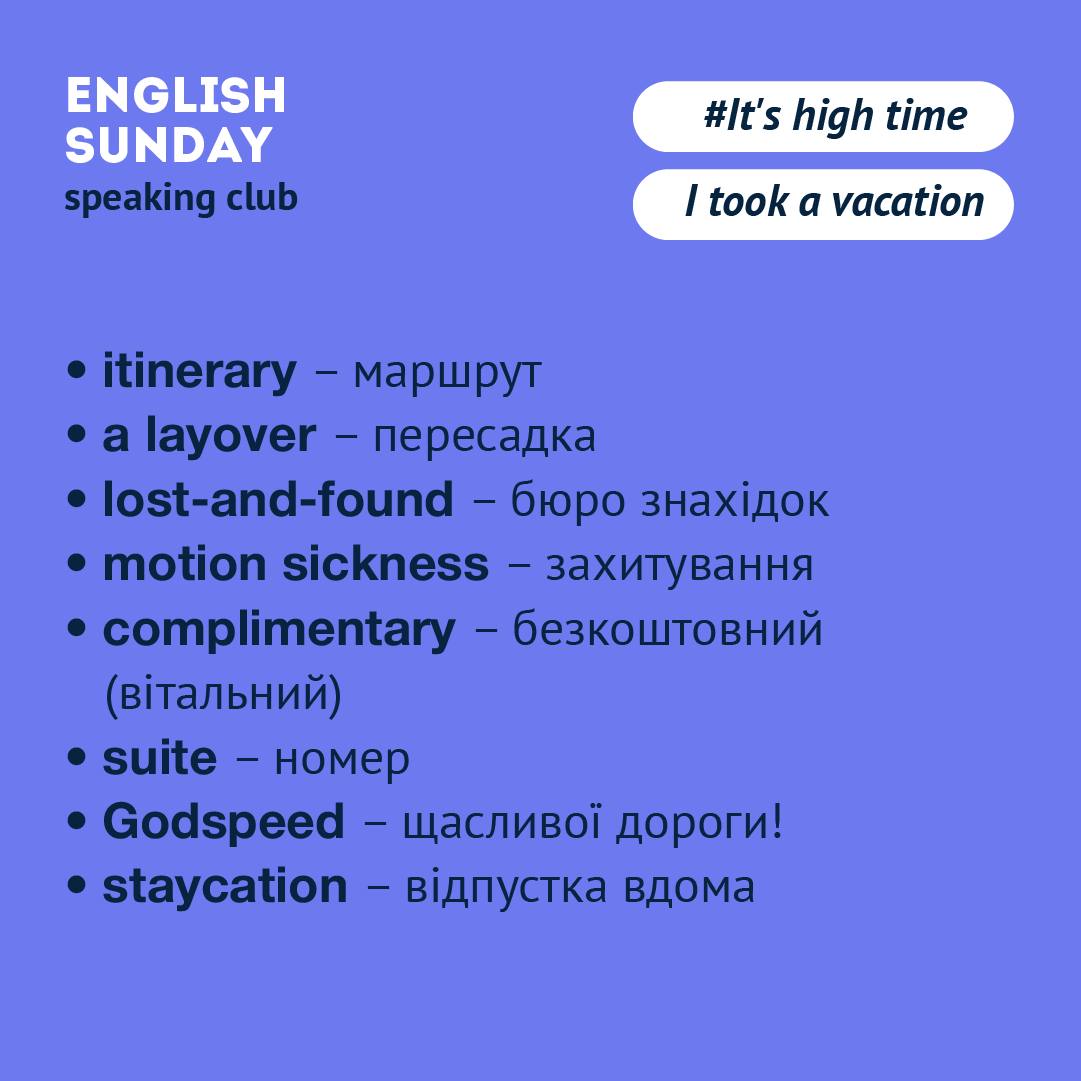 ENGLISH
SUNDAY
speaking club
#It's high time
I took a vacation
• itinerary – маршрут
• a layover – пересадка
• lost-and-found – бюро знахідок
• motion sickness – захитування
• complimentary – безкоштовний
(вітальний)
• suite – номер
• Godspeed – щасливої дороги!
• staycation – відпустка вдома